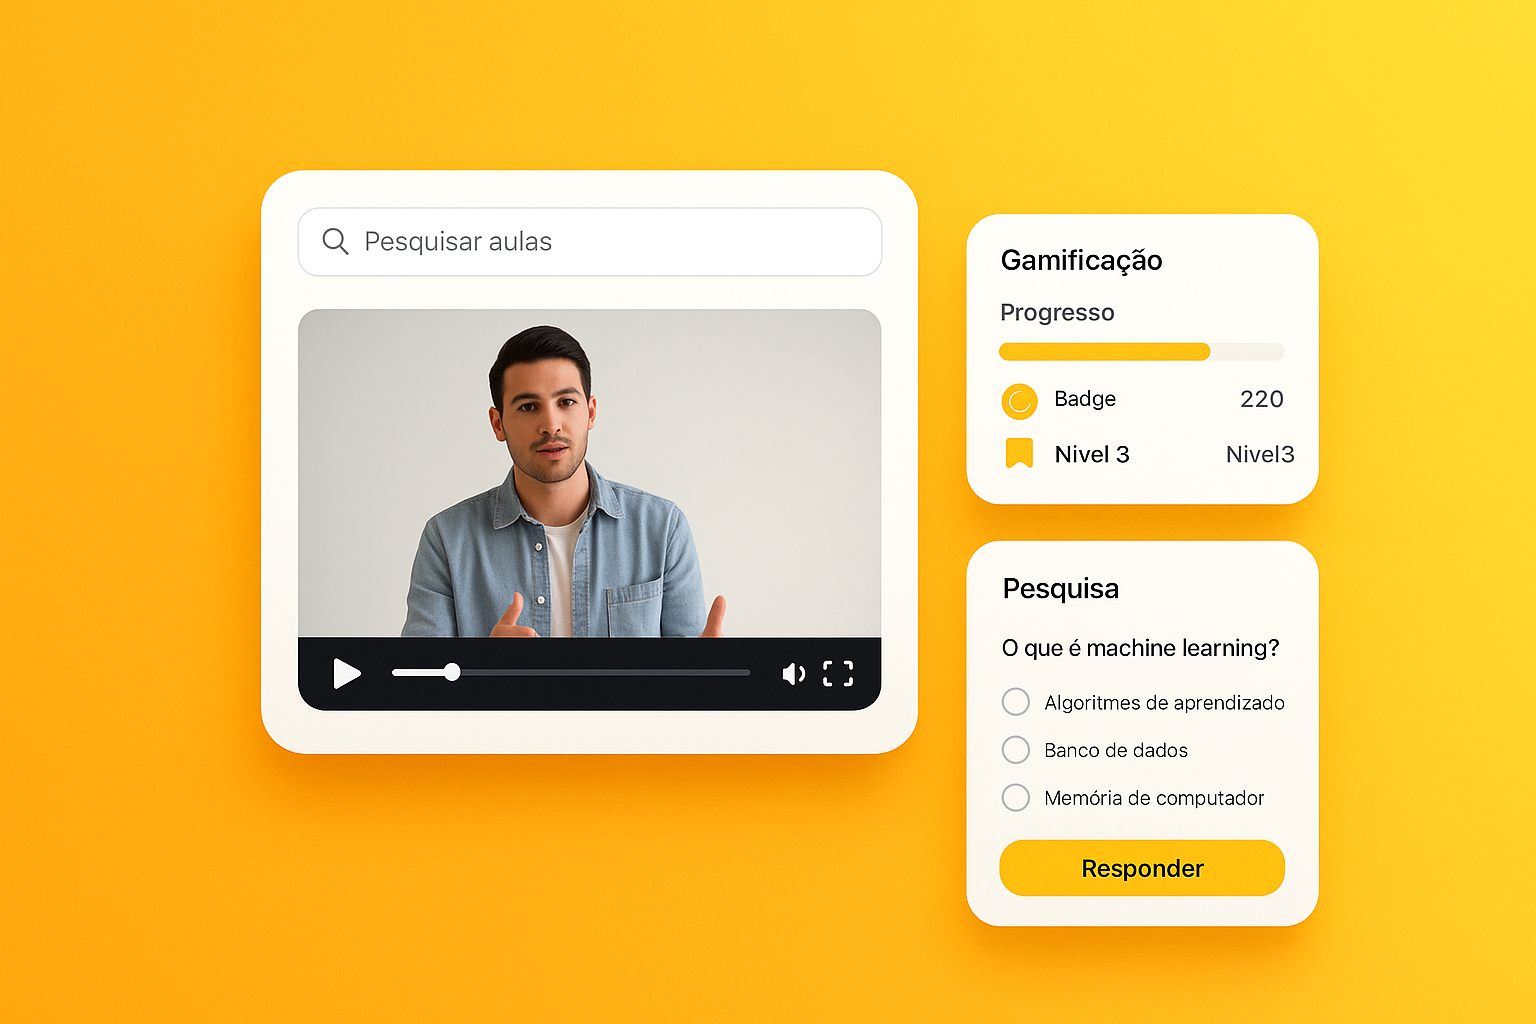 Pesquisar aulas
Gamificação
Progresso
Badge 220
Nivel 3 Nivel3
Pesquisa
O que é machine learning?
Algoritmes de aprendizado
Banco de dados
Memória de computador
Responder